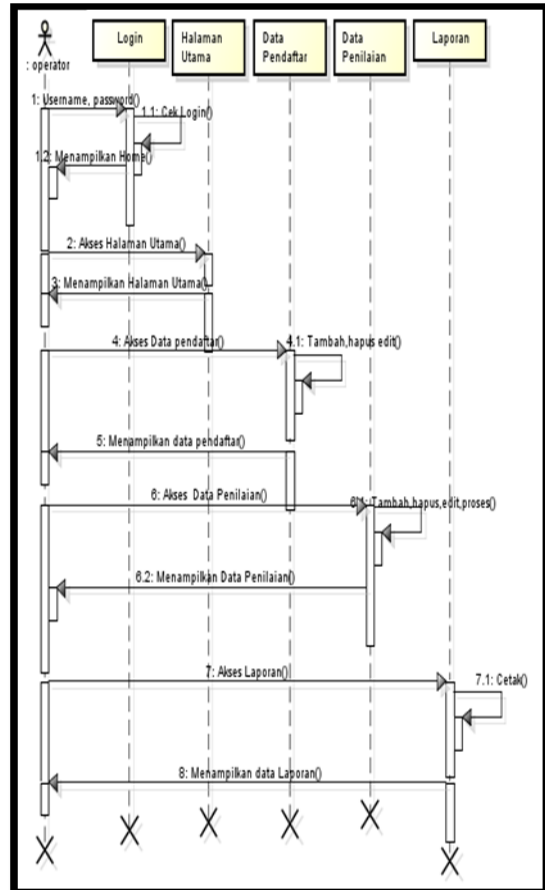 : operator
Login
Halaman
Utama
Data
Pendaftar
Data
Penilaian
Laporan
1: Username, password()
1.1: Cek Login()
1.2: Menampilkan Home()
2: Akses Halaman Utama()
3: Menampilkan Halaman Utama()
4: Akses Data pendaftar()
4.1: Tambah,hapus edit()
5: Menampilkan data pendaftar()
6: Akses Data Penilaian()
6.1: Tambah,hapus,edit,proses()
6.2: Menampilkan Data Penilaian()
7: Akses Laporan()
7.1: Cetak()
8: Menampilkan data Laporan()